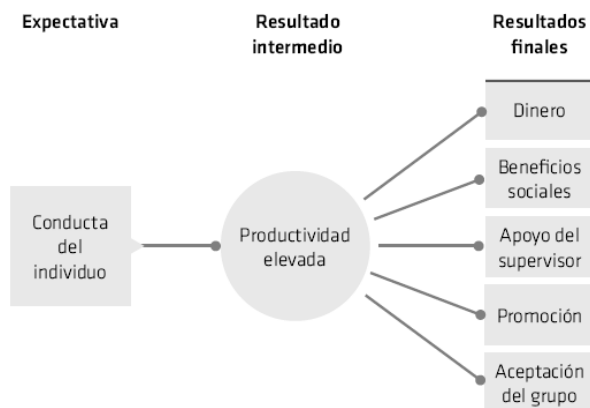 Expectativa
Resultado
intermedio
Resultados
finales
Conducta
del
individuo
Productividad
elevada
Dinero
Beneficios
sociales
Apoyo del
supervisor
Promoción
Aceptación
del grupo